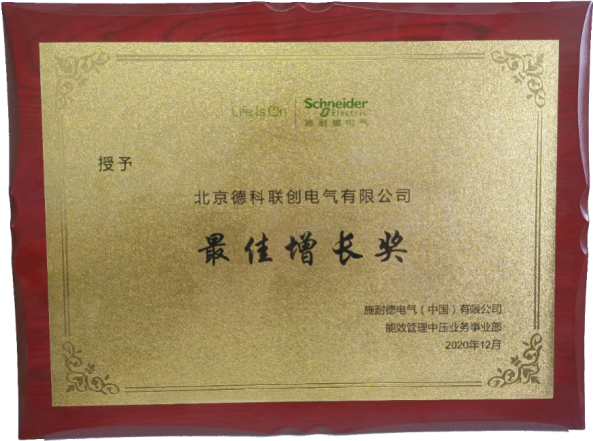 Life Is On
Schneider
Electric
施耐德电气
授予
北京德科联创电气有限公司
最佳增长奖
施耐德电气（中国）有限公司
能效管理中压业务事业部
2020年12月